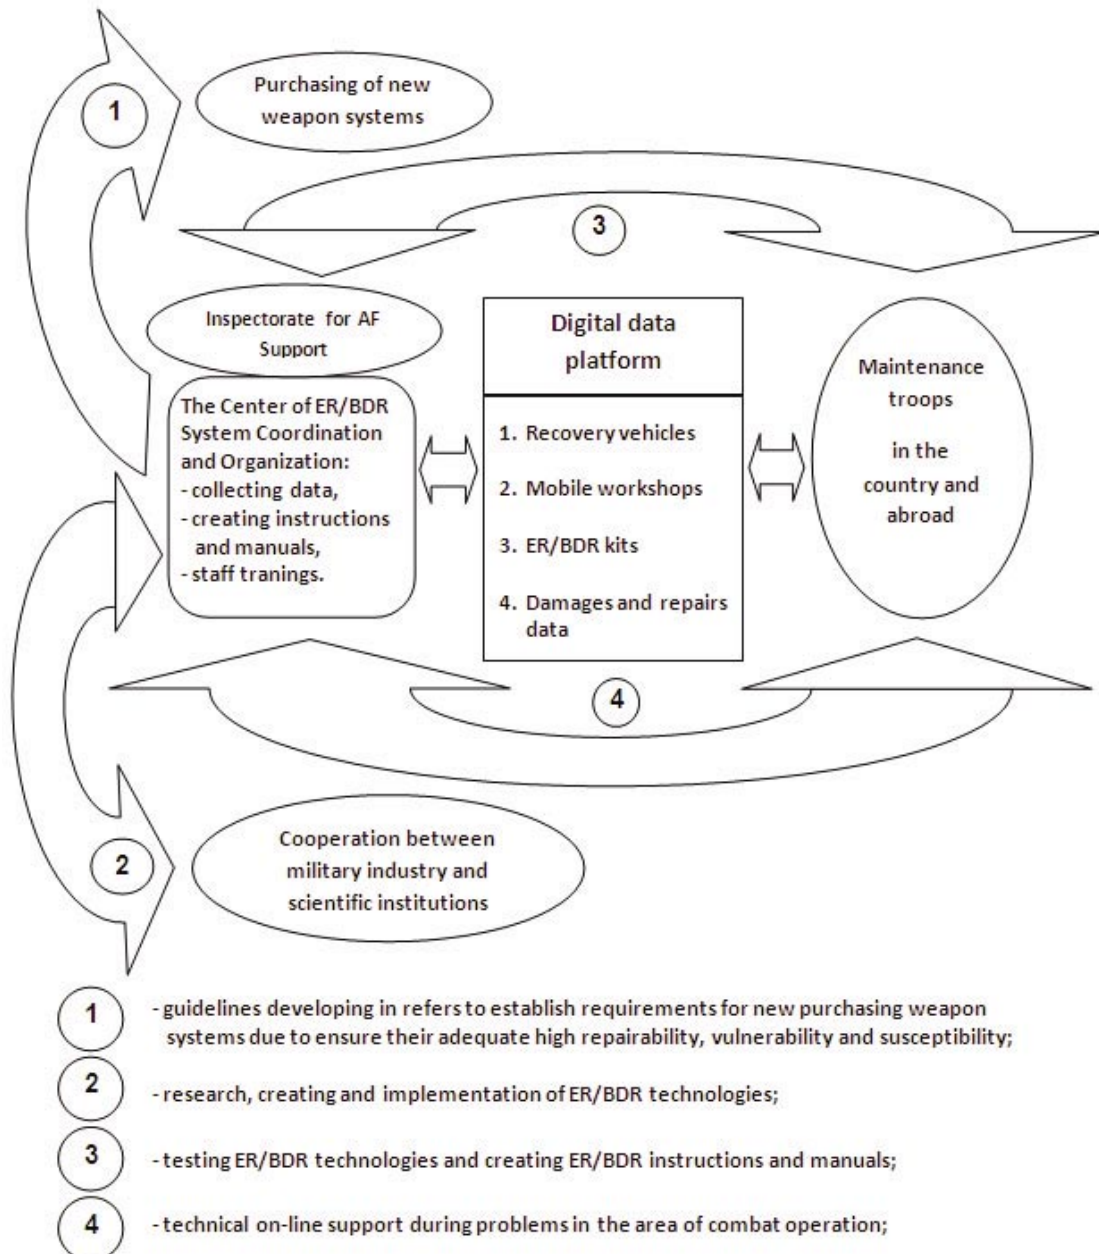 1
Purchasing of new
weapon systems
3
Inspectorate for AF
Support
The Center of ER/BDR
System Coordination
and Organization:
- collecting data,
- creating instructions
and manuals,
- staff tranings.
Digital data
platform
1. Recovery vehicles
2. Mobile workshops
3. ER/BDR kits
4. Damages and repairs
data
Maintenance
troops
in the
country and
abroad
4
2
Cooperation between
military industry and
scientific institutions
1 - guidelines developing in refers to establish requirements for new purchasing weapon
systems due to ensure their adequate high repairability, vulnerability and susceptibility;
2 - research, creating and implementation of ER/BDR technologies;
3 - testing ER/BDR technologies and creating ER/BDR instructions and manuals;
4 - technical on-line support during problems in the area of combat operation;